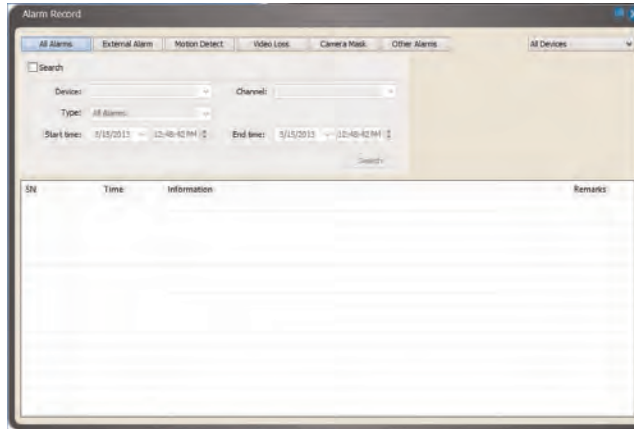 Alarm Record
All Alarms External Alarm Motion Detect Video Loss Camera Mask Other Alarms All Devices
Search
Device: Channel:
Type: All Alarms
Start time: 3/15/2013 12:48:42 PM End time: 3/15/2013 12:48:42 PM
Search
SN Time Information Remarks